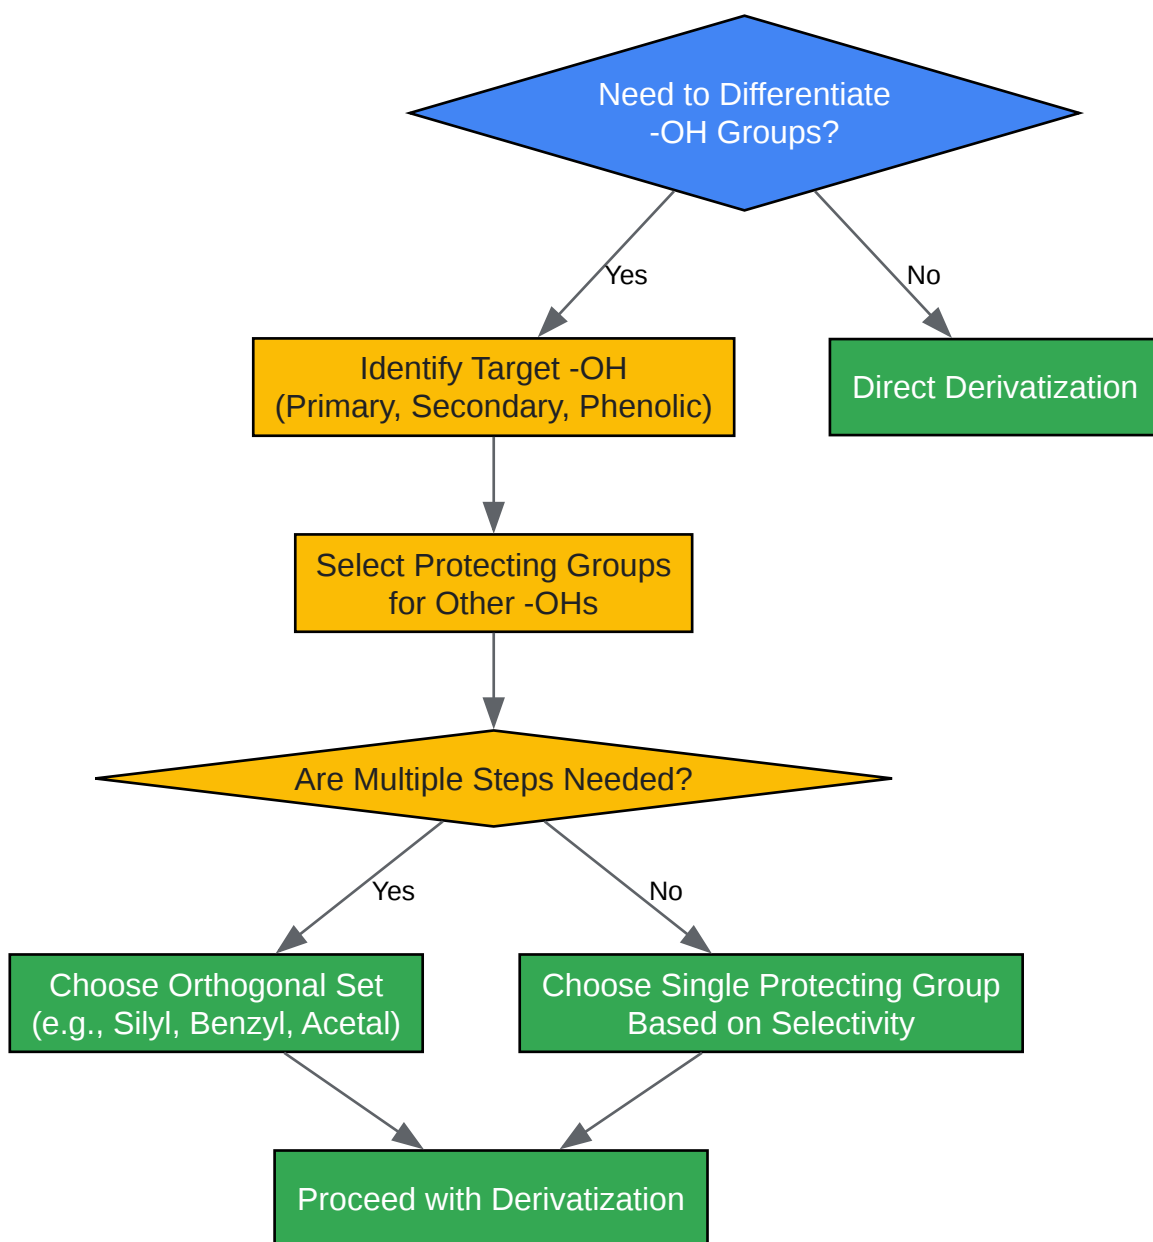 Need to Differentiate
-OH Groups?
Yes
No
Identify Target -OH
(Primary, Secondary, Phenolic)
Direct Derivatization
Select Protecting Groups
for Other -OHs
Are Multiple Steps Needed?
Yes
No
Choose Orthogonal Set
(e.g., Silyl, Benzyl, Acetal)
Choose Single Protecting Group
Based on Selectivity
Proceed with Derivatization